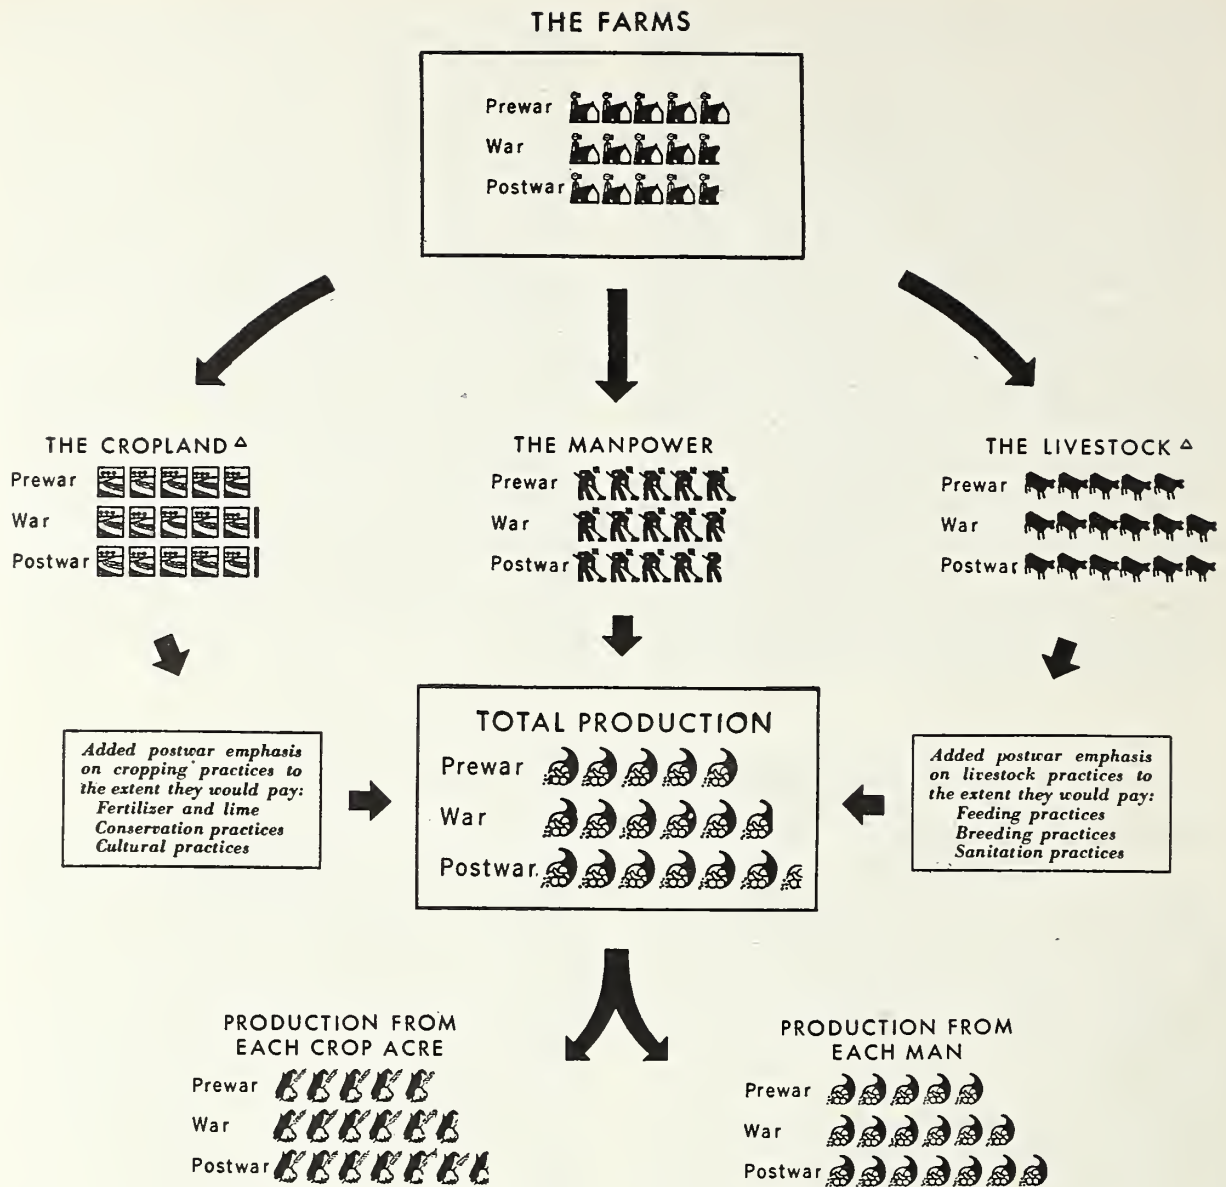 THE FARMS
Prewar
War
Postwar
THE CROPLAND △
Prewar
War
Postwar
THE MANPOWER
Prewar
War
Postwar
THE LIVESTOCK △
Prewar
War
Postwar
Added postwar emphasis
on cropping practices to
the extent they would pay:
Fertilizer and lime
Conservation practices
Cultural practices
TOTAL PRODUCTION
Prewar
War
Postwar
Added postwar emphasis
on livestock practices to
the extent they would pay:
Feeding practices
Breeding practices
Sanitation practices
PRODUCTION FROM
EACH CROP ACRE
Prewar
War
Postwar
PRODUCTION FROM
EACH MAN
Prewar
War
Postwar